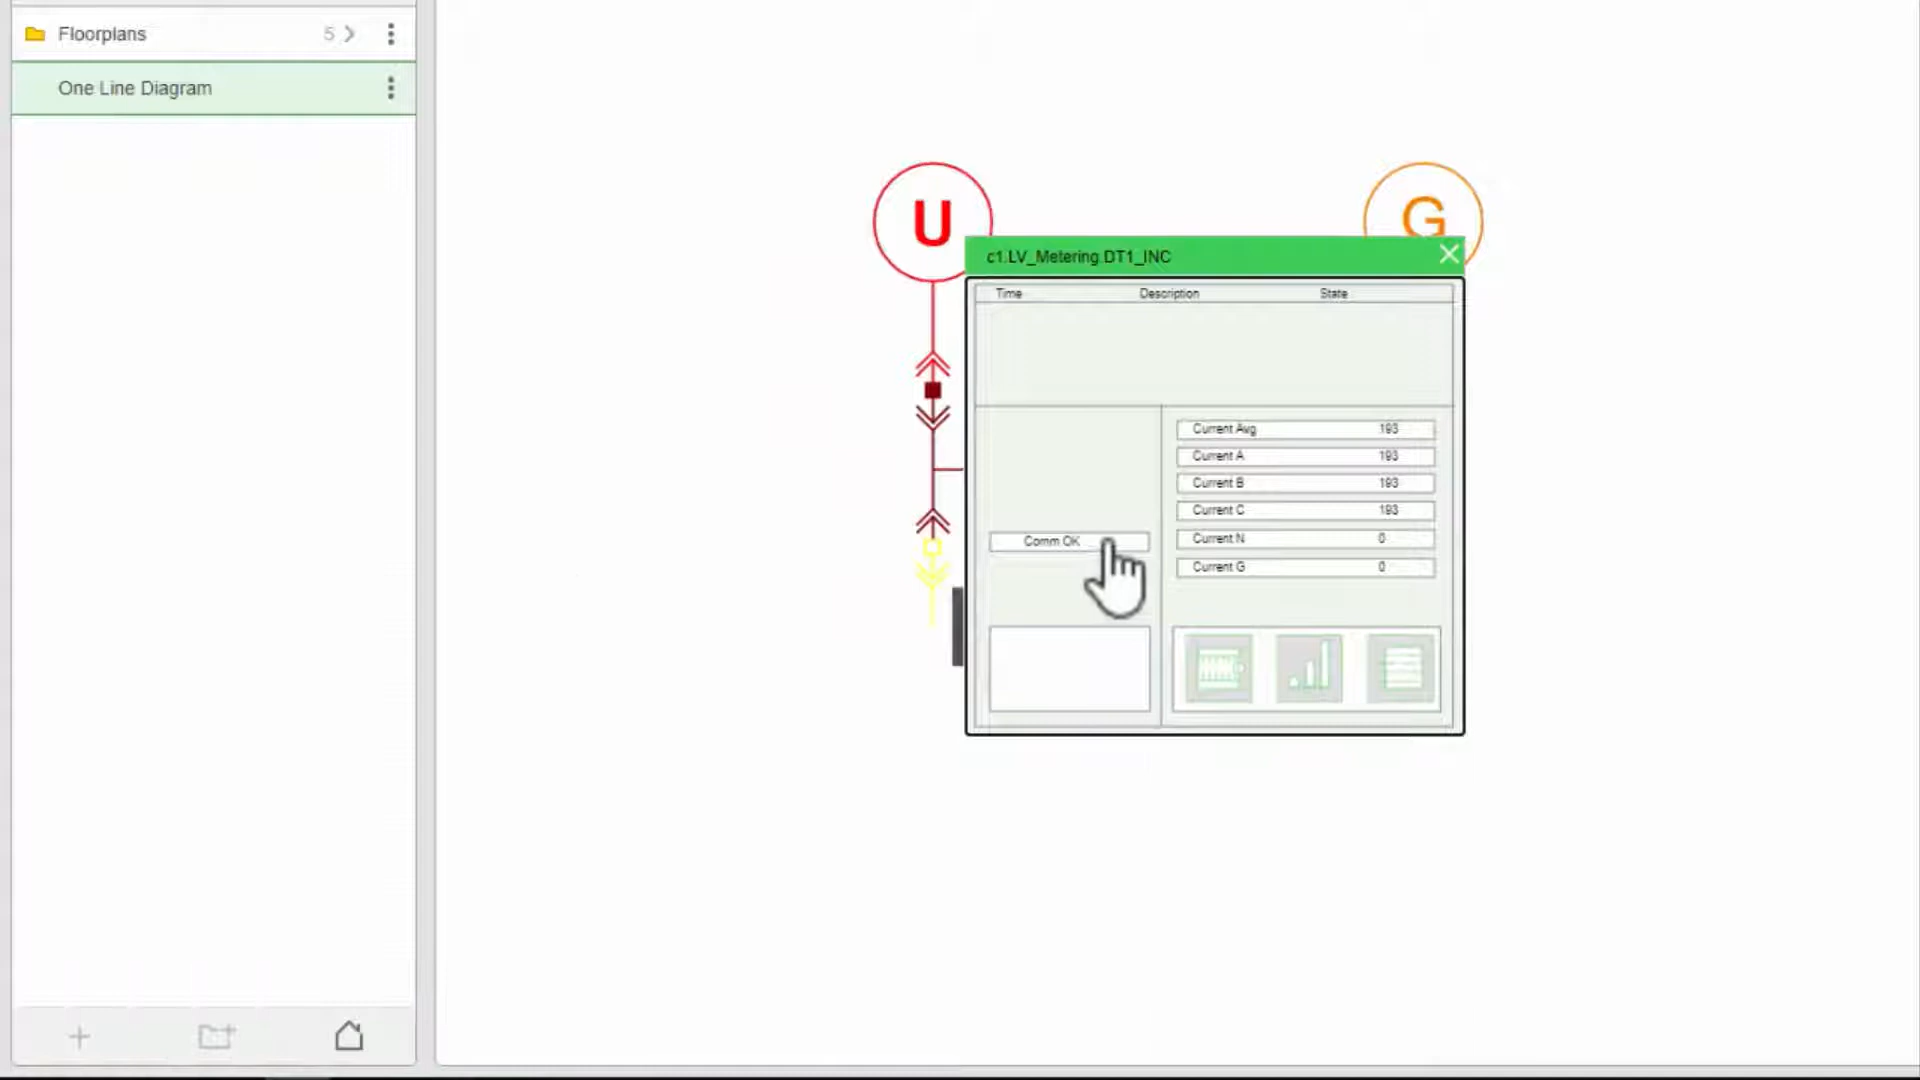 Floorplans 5
One Line Diagram
U
G
c1.LV_Metering.DT1_INC
Time Description State
Current Avg 193
Current A 193
Current B 193
Current C 193
Comm OK
Current N 0
Current G 0